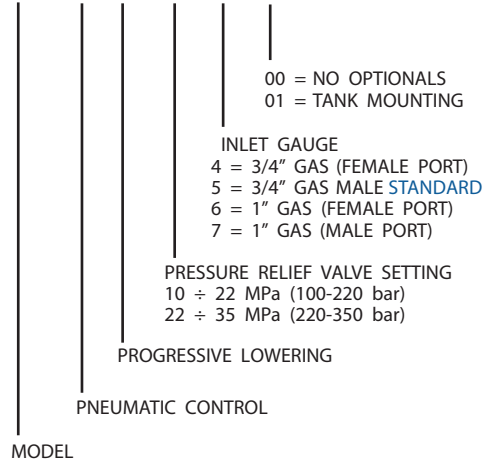 00 = NO OPTIONALS
01 = TANK MOUNTING
INLET GAUGE
4 = 3/4” GAS (FEMALE PORT)
5 = 3/4” GAS MALE STANDARD
6 = 1” GAS (FEMALE PORT)
7 = 1” GAS (MALE PORT)
PRESSURE RELIEF VALVE SETTING
10 ÷ 22 MPa (100-220 bar)
22 ÷ 35 MPa (220-350 bar)
PROGRESSIVE LOWERING
PNEUMATIC CONTROL
MODEL